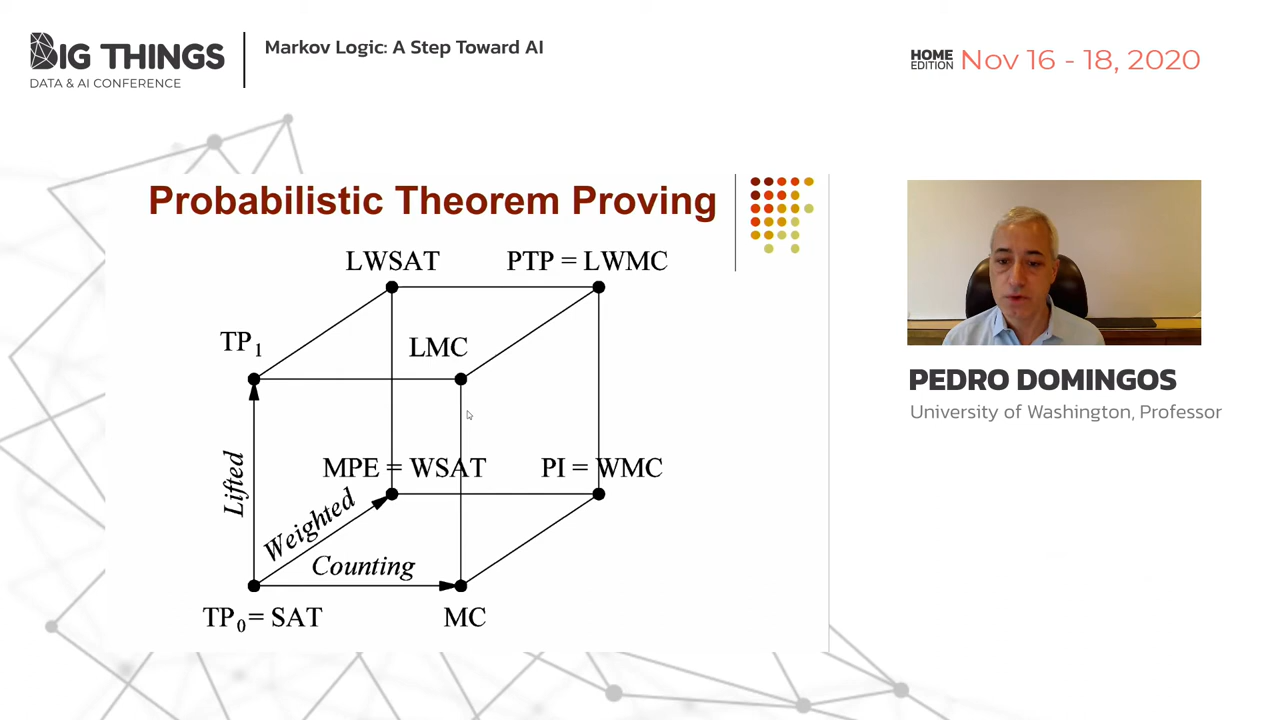 BIG THINGS
DATA & AI CONFERENCE
Markov Logic: A Step Toward AI
HOME
EDITION
Nov 16 - 18, 2020
Probabilistic Theorem Proving
LWSAT
PTP = LWMC
TP₁
LMC
Lifted
MPE = WSAT
PI = WMC
Weighted
Counting
TP₀ = SAT
MC
PEDRO DOMINGOS
University of Washington, Professor